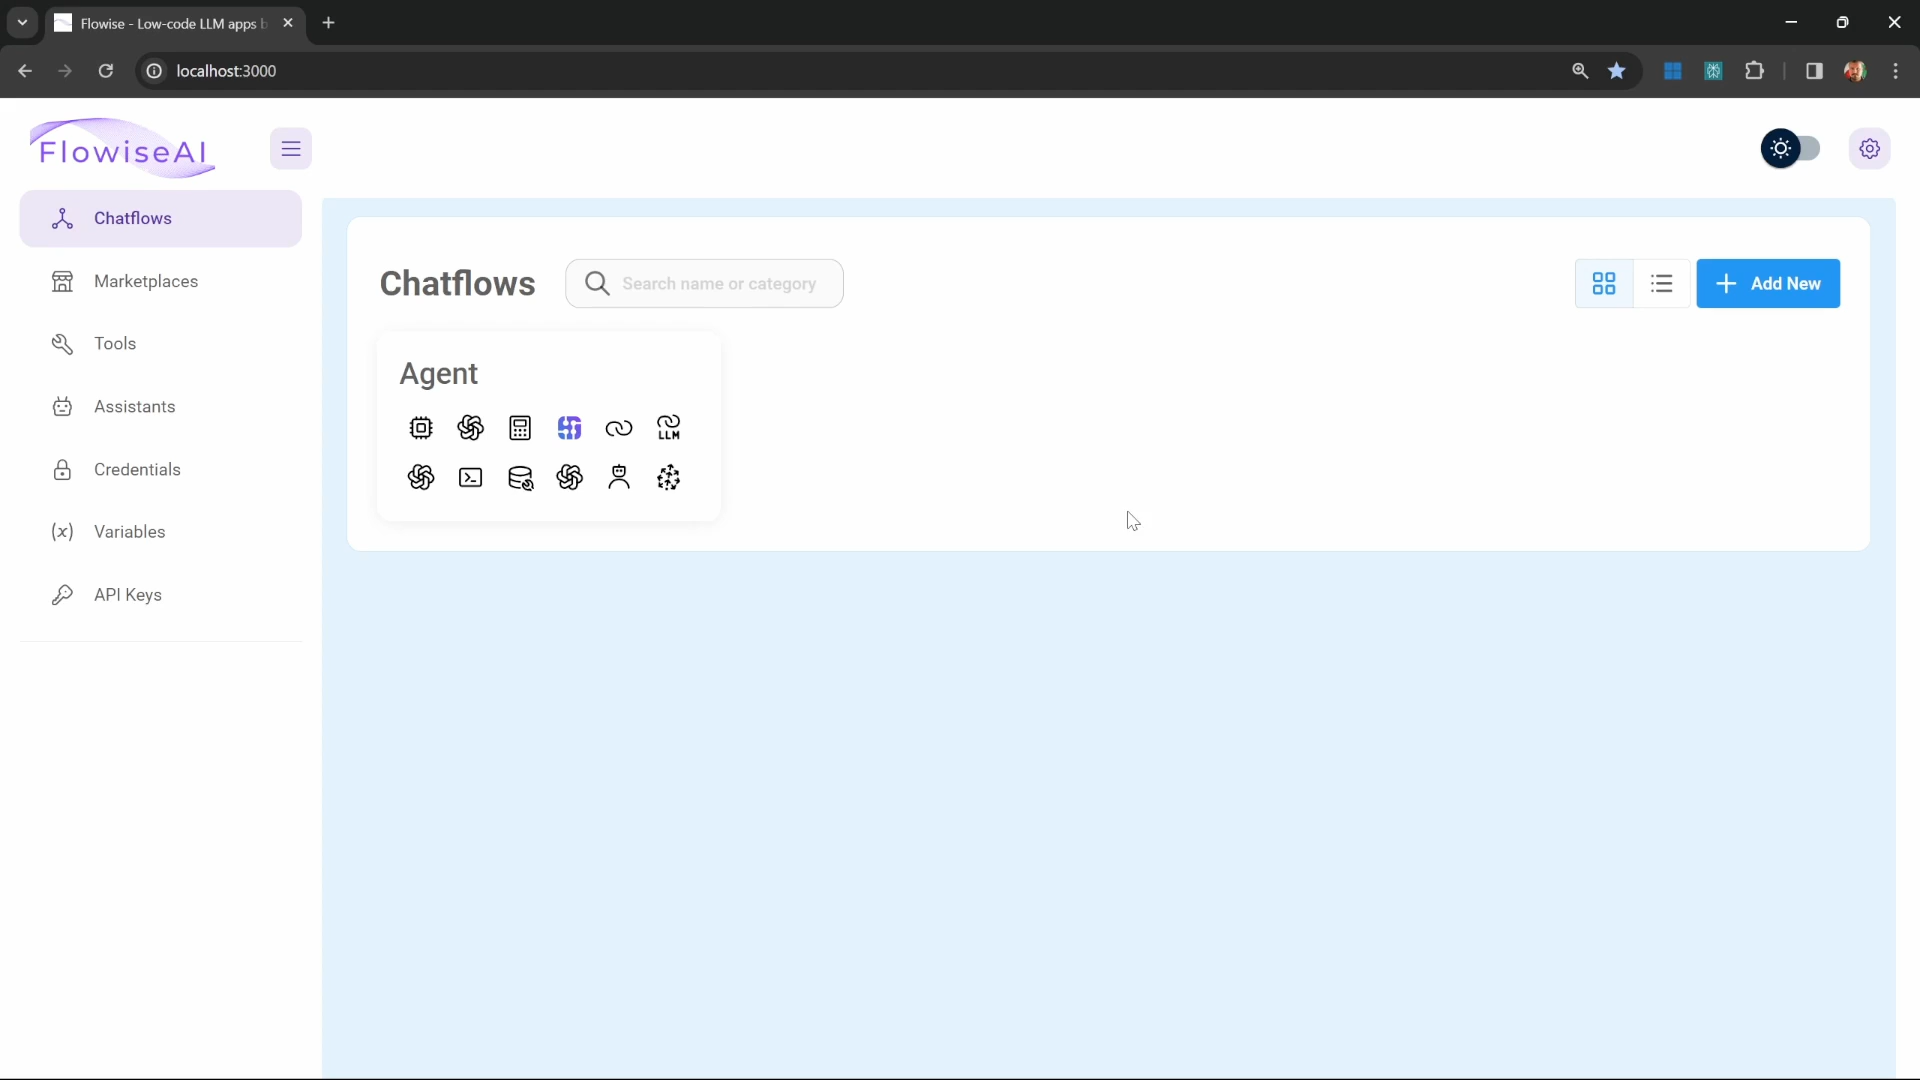 Flowise - Low-code LLM apps b
localhost:3000
FlowiseAI
Chatflows
Marketplaces
Tools
Assistants
Credentials
(x) Variables
API Keys
Chatflows
Search name or category
Add New
Agent
LLM